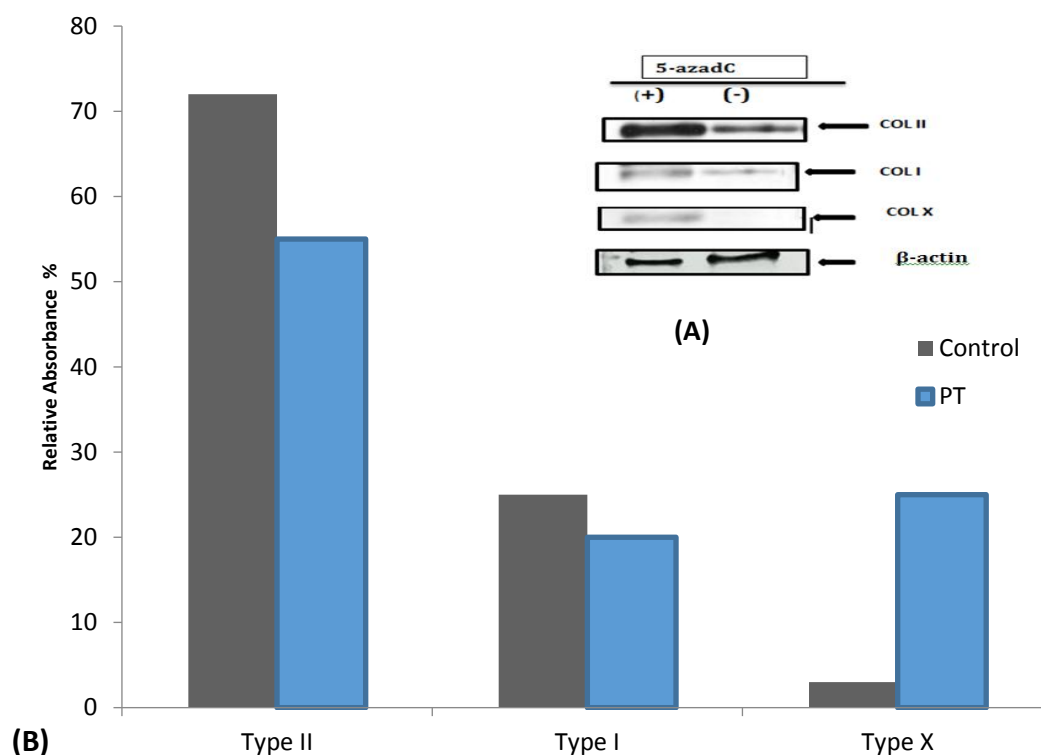 80
70
60
50
40
30
20
10
0
Relative Absorbance %
5-azadC
(+) (-)
COL II
COL I
COL X
β-actin
(A)
Control
PT
(B)
Type II Type I Type X